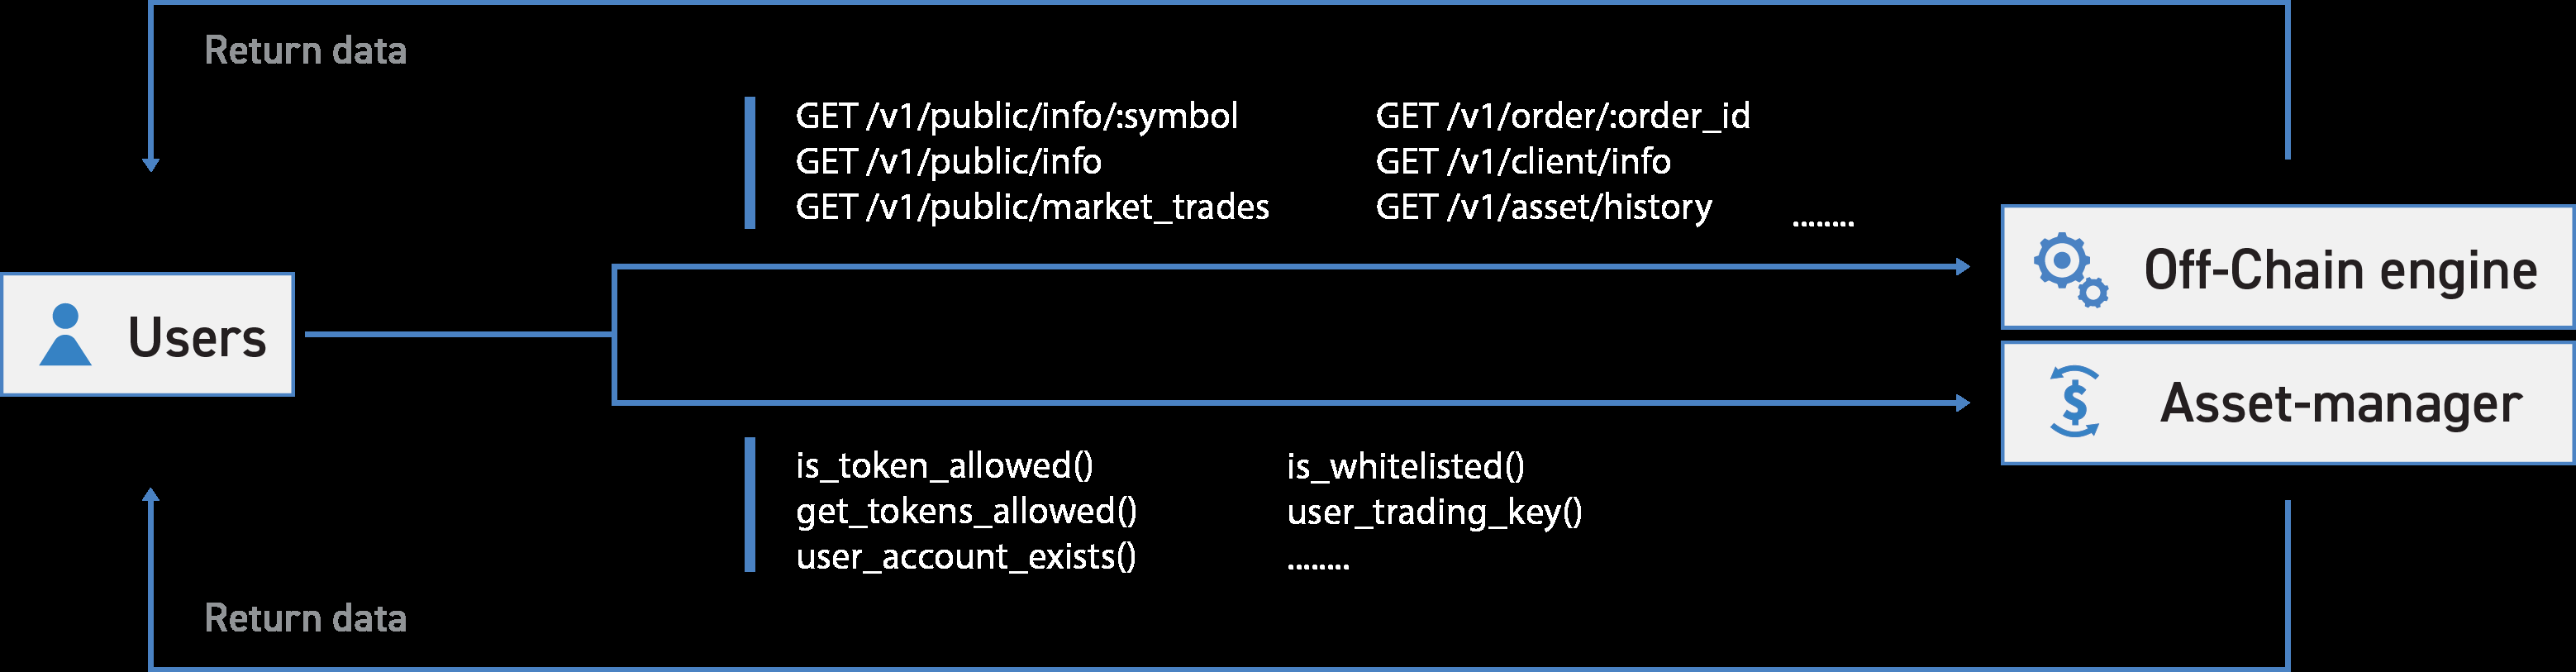 Return data
GET /v1/public/info/:symbol
GET /v1/public/info
GET /v1/public/market_trades
GET /v1/order/:order_id
GET /v1/client/info
GET /v1/asset/history
........
Users
Off-Chain engine
Asset-manager
is_token_allowed()
get_tokens_allowed()
user_account_exists()
is_whitelisted()
user_trading_key()
........
Return data